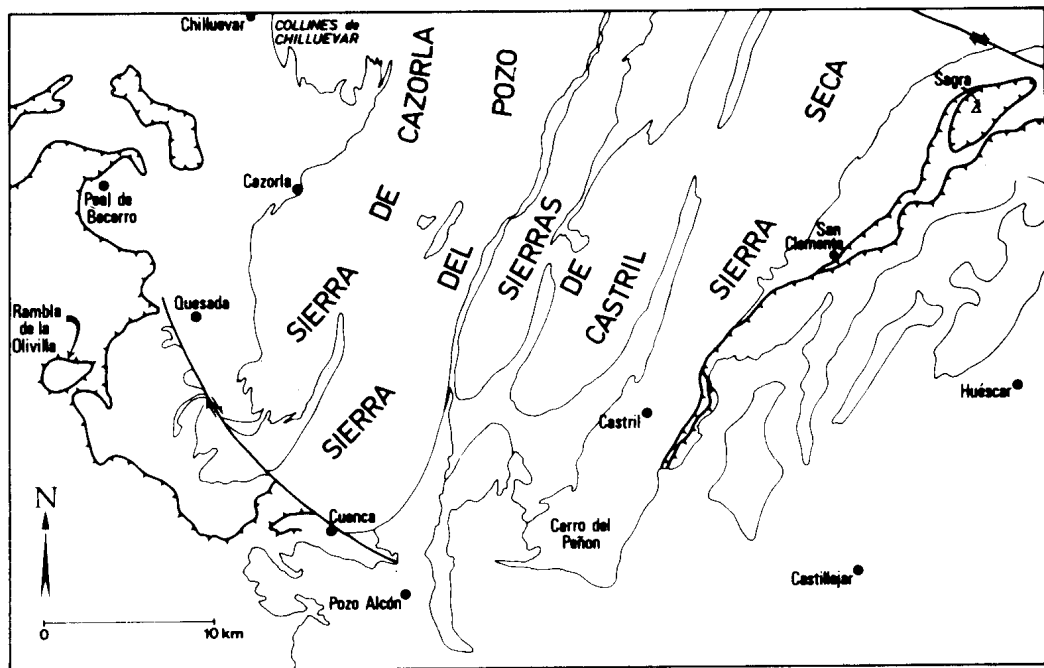 Chilluevar
COLLINES de
CHILLUEVAR
SIERRA DE CAZORLA
SIERRA DEL POZO
SIERRAS DE CASTRIL
SIERRA SECA
Sagra
Peal de
Becerro
Cazorla
San
Clemente
Quesada
Rambla
de la
Olivilla
Huéscar
Castril
Cuenca
Cerro del
Peñon
Castillejar
Pozo Alcón
N
0 10 km